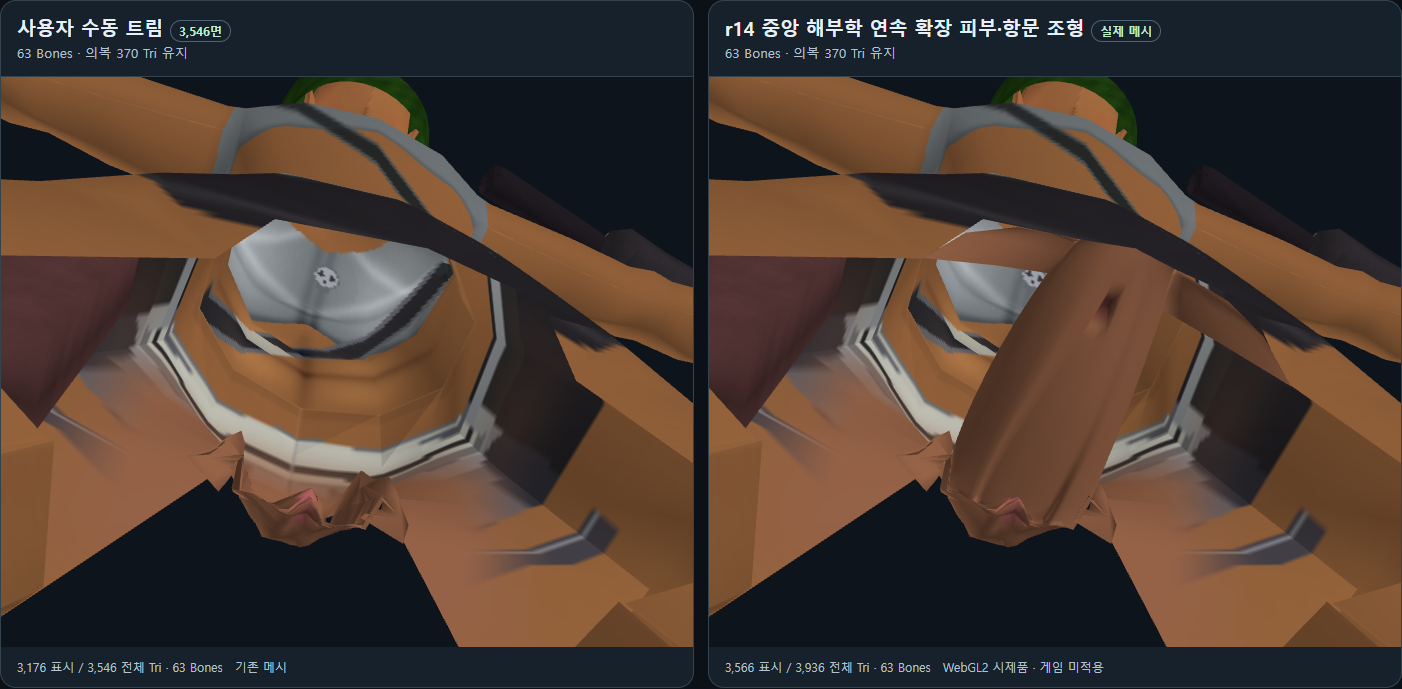 사용자 수동 트림 3,546면
63 Bones · 의복 370 Tri 유지
3,176 표시 / 3,546 전체 Tri · 63 Bones 기존 메시
r14 중앙 해부학 연속 확장 피부·항문 조형 실제 메시
63 Bones · 의복 370 Tri 유지
3,566 표시 / 3,936 전체 Tri · 63 Bones WebGL2 시제품 · 게임 미적용